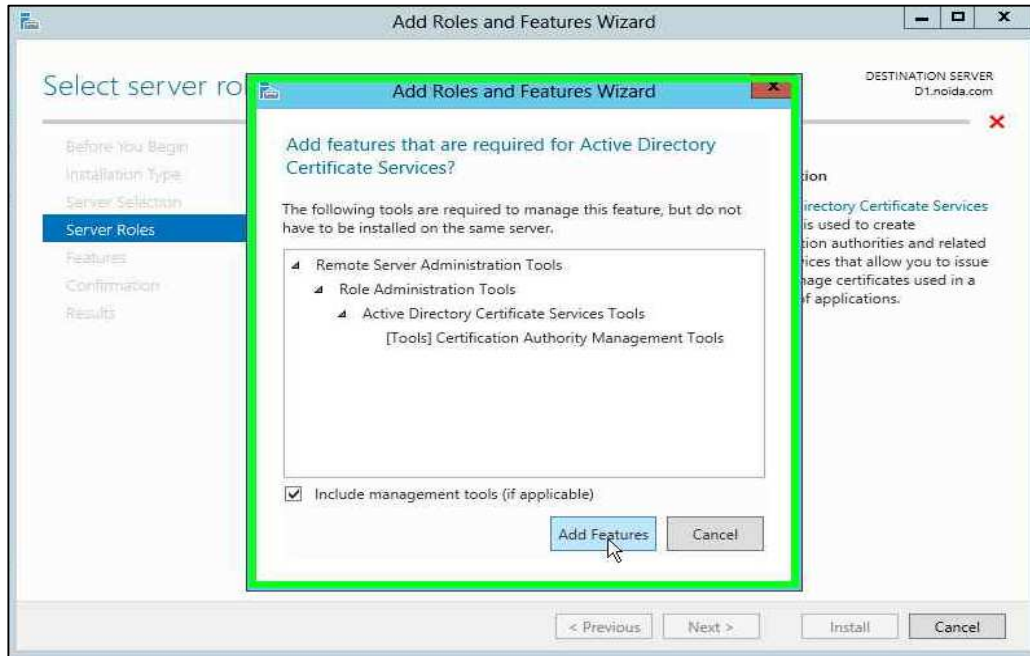 Add Roles and Features Wizard
Select server ro
DESTINATION SERVER
D1.noida.com
Before You Begin
Installation Type
Server Selection
Server Roles
Features
Confirmation
Results
Add Roles and Features Wizard
x
Add features that are required for Active Directory
Certificate Services?
The following tools are required to manage this feature, but do not
have to be installed on the same server.
Remote Server Administration Tools
Role Administration Tools
Active Directory Certificate Services Tools
[Tools] Certification Authority Management Tools
Include management tools (if applicable)
Add Features
Cancel
tion
irectory Certificate Services
is used to create
tion authorities and related
ices that allow you to issue
nage certificates used in a
of applications.
< Previous
Next >
Install
Cancel